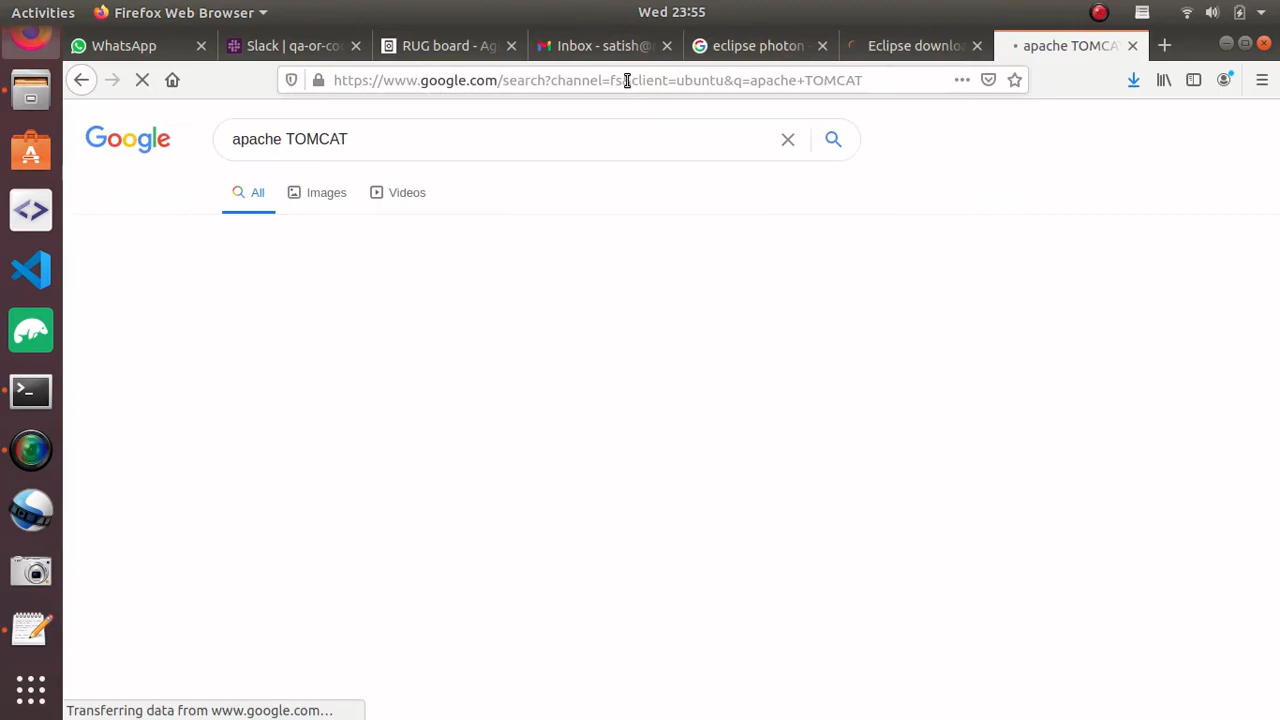 Activities
Firefox Web Browser
Wed 23:55
WhatsApp
Slack | qa-or-co
RUG board - Ag
Inbox - satish@
eclipse photon -
Eclipse downlo
apache TOMCA
https://www.google.com/search?channel=fs&client=ubuntu&q=apache+TOMCAT
Google
apache TOMCAT
All
Images
Videos
Transferring data from www.google.com…